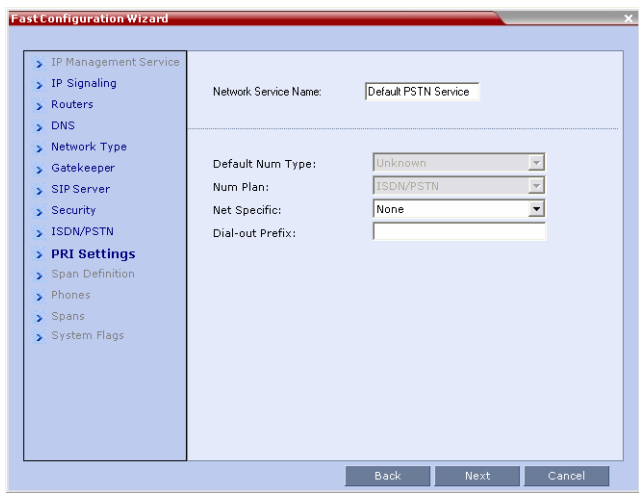 Fast Configuration Wizard
IP Management Service
IP Signaling
Routers
DNS
Network Type
Gatekeeper
SIP Server
Security
ISDN/PSTN
PRI Settings
Span Definition
Phones
Spans
System Flags
Network Service Name: Default PSTN Service
Default Num Type: Unknown
Num Plan: ISDN/PSTN
Net Specific: None
Dial-out Prefix:
Back Next Cancel